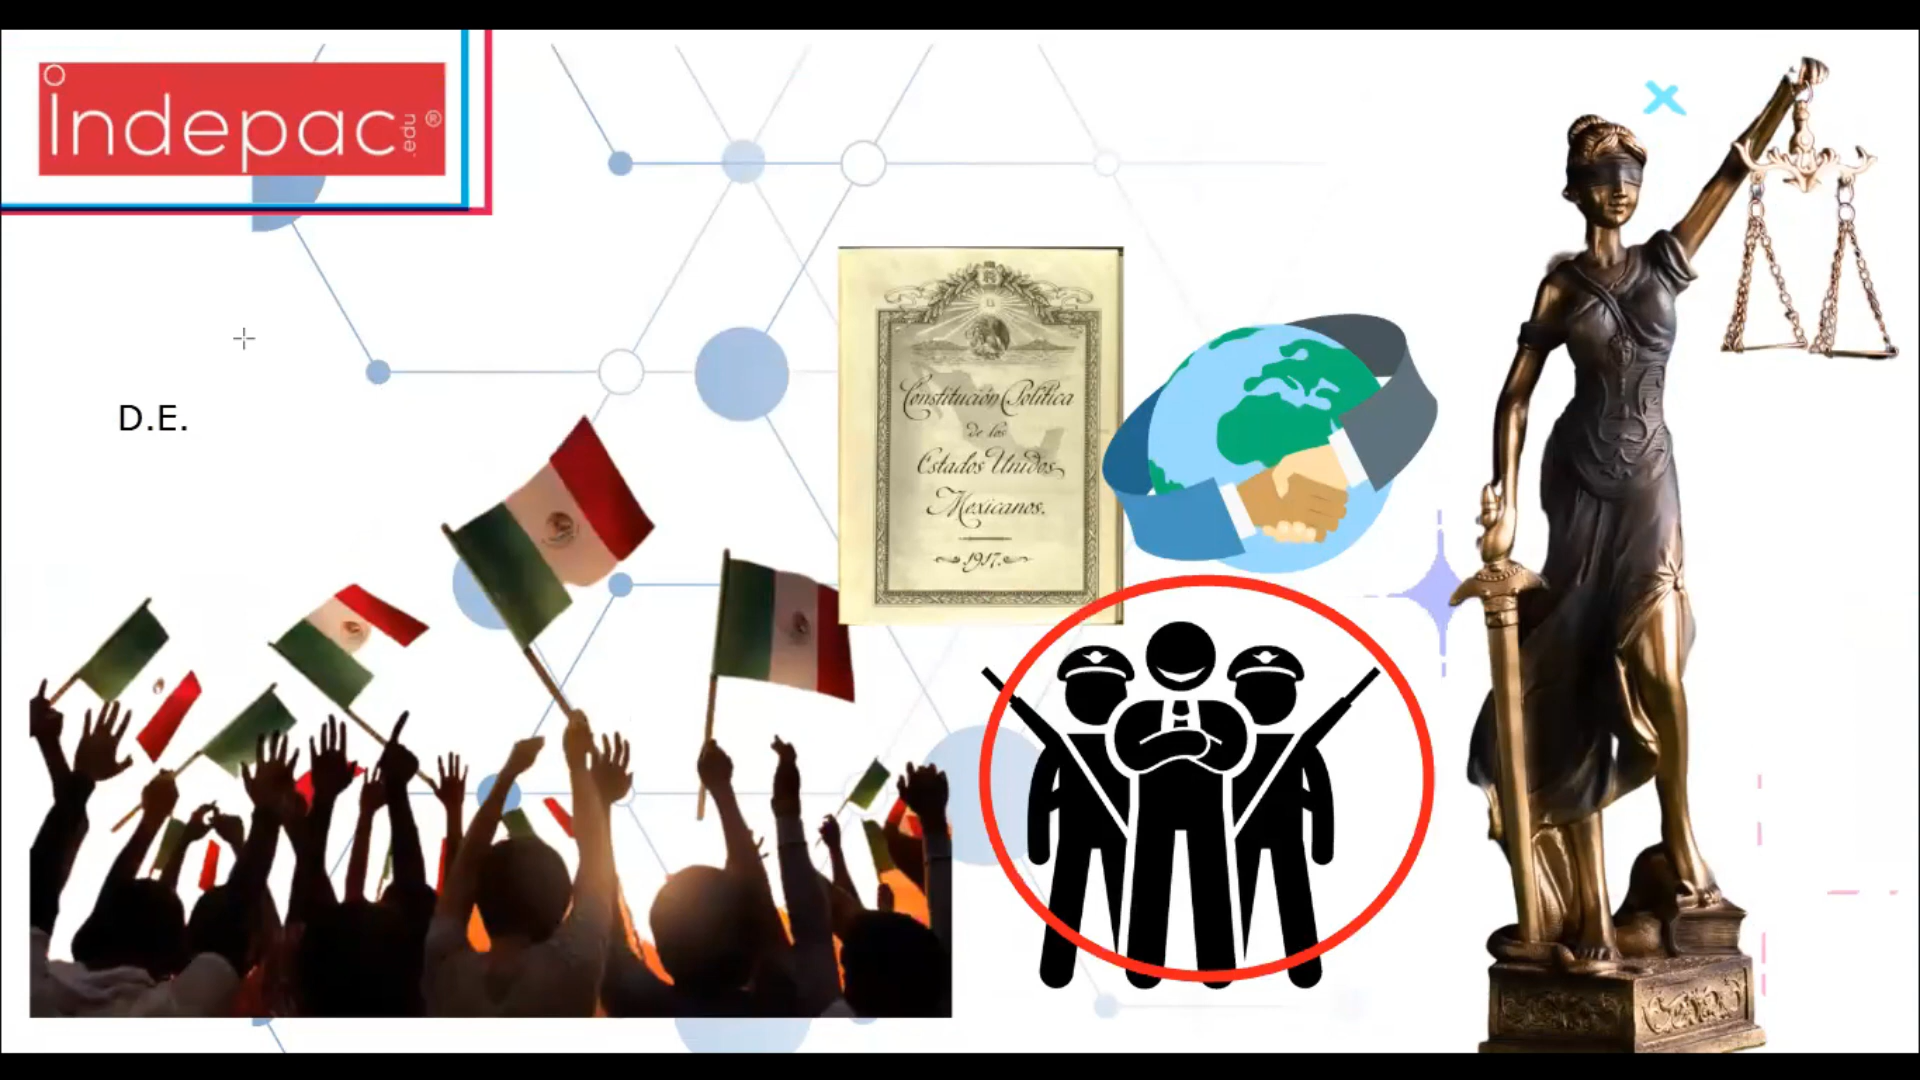 indepac
.edu
®
D.E.
Constitución Política
de los
Estados Unidos
Mexicanos.
1917.